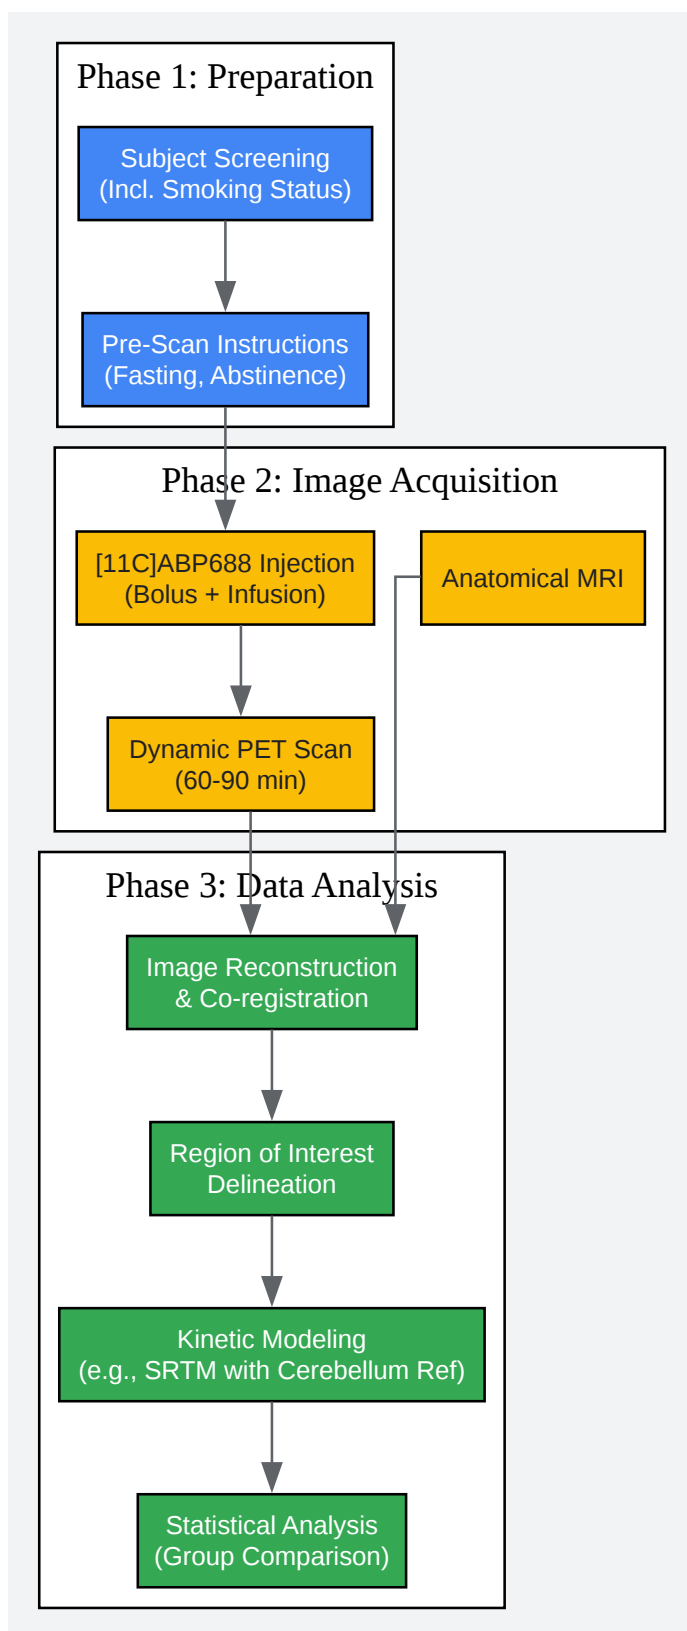 Phase 1: Preparation
Subject Screening
(Incl. Smoking Status)
Pre-Scan Instructions
(Fasting, Abstinence)
Phase 2: Image Acquisition
[11C]ABP688 Injection
(Bolus + Infusion)
Anatomical MRI
Dynamic PET Scan
(60-90 min)
Phase 3: Data Analysis
Image Reconstruction
& Co-registration
Region of Interest
Delineation
Kinetic Modeling
(e.g., SRTM with Cerebellum Ref)
Statistical Analysis
(Group Comparison)